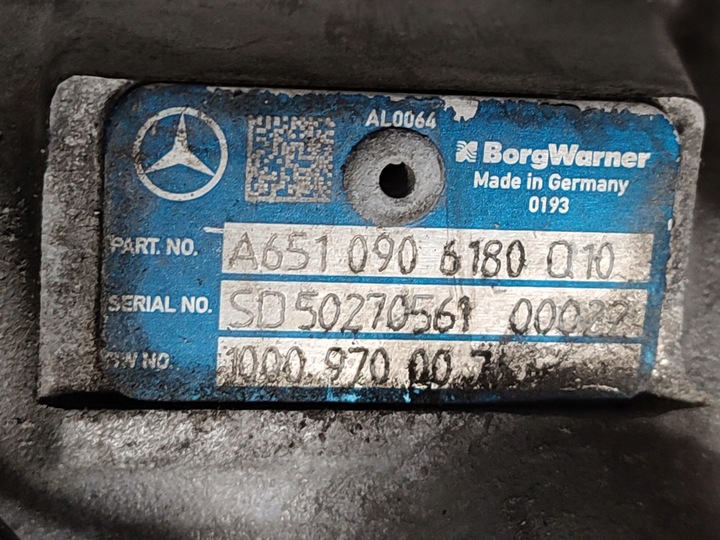 AL0064
BorgWarner
Made in Germany
0193
PART. NO. A651 090 6180 Q10
SERIAL NO. SD50270561
NO. 1000 970 00